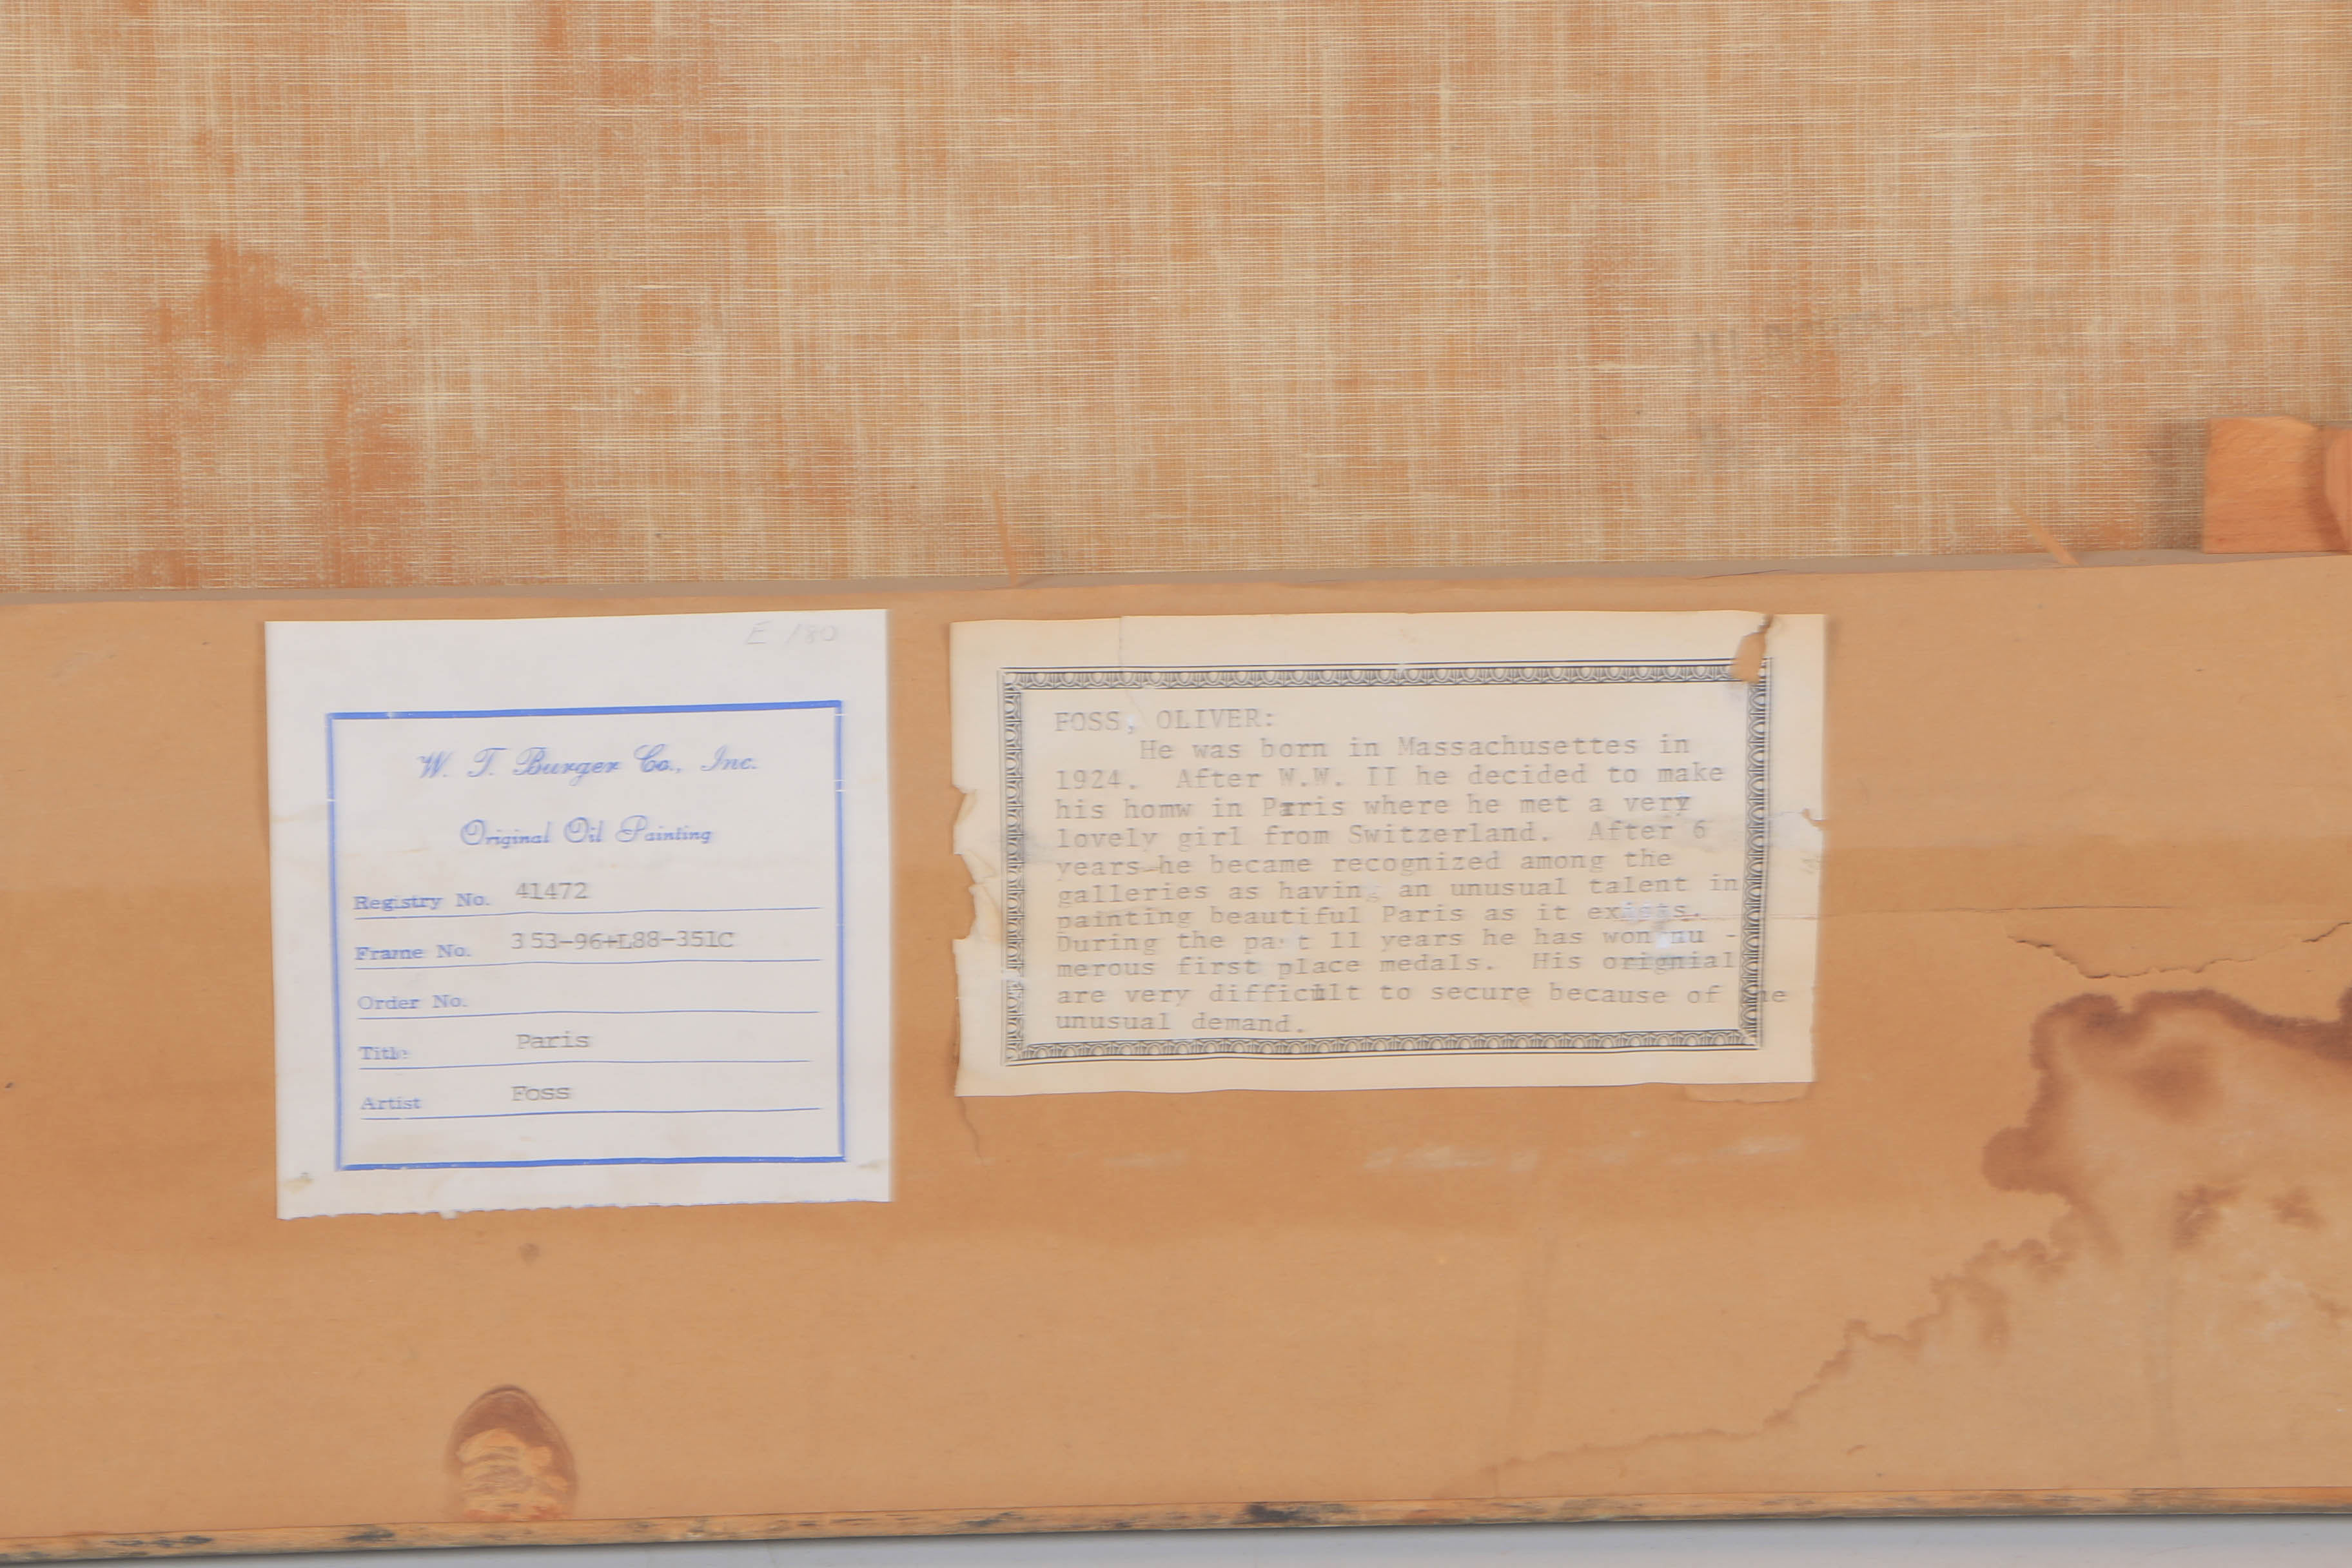 E 180
W. T. Burger Co., Inc.
Original Oil Painting
Registry No. 41472
Frame No. 353-96+L88-351C
Order No.
Title Paris
Artist Foss
FOSS, OLIVER:
He was born in Massachusettes in
1924. After W.W. II he decided to make
his homw in Paris where he met a very
lovely girl from Switzerland. After 6
years he became recognized among the
galleries as having an unusual talent in
painting beautiful Paris as it exists.
During the past 11 years he has won nu -
merous first place medals. His orignial
are very difficult to secure because of the
unusual demand.